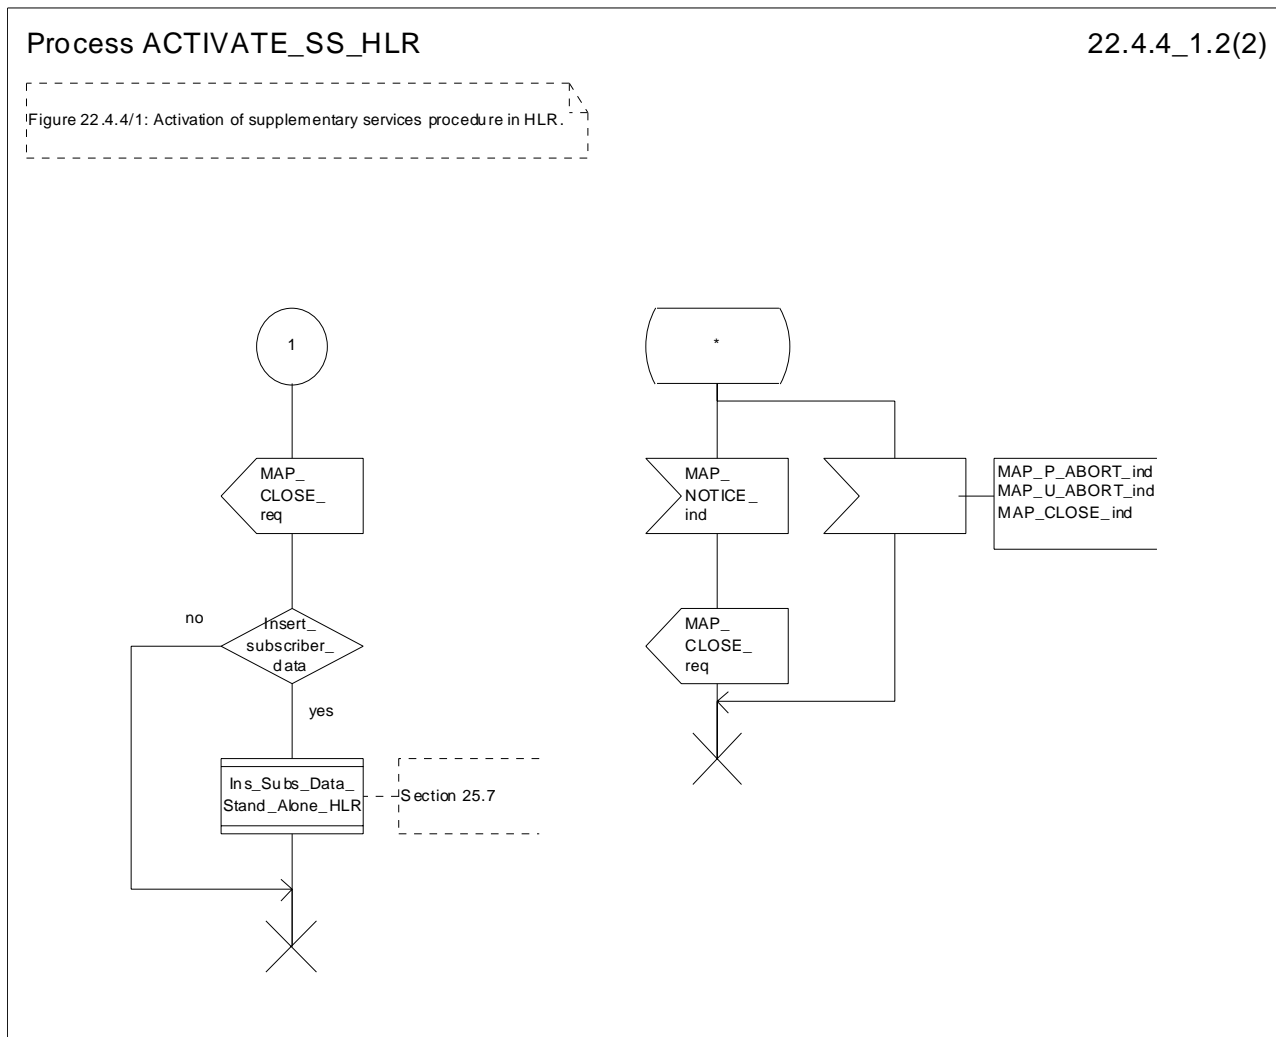 Process ACTIVATE_SS_HLR
22.4.4_1.2(2)
Figure 22.4.4/1: Activation of supplementary services procedure in HLR.
1
MAP_
CLOSE_
req
no
Insert_
subscriber_
data
yes
Ins_Subs_Data_
Stand_Alone_HLR
Section 25.7
*
MAP_
NOTICE_
ind
MAP_P_ABORT_ind
MAP_U_ABORT_ind
MAP_CLOSE_ind
MAP_
CLOSE_
req